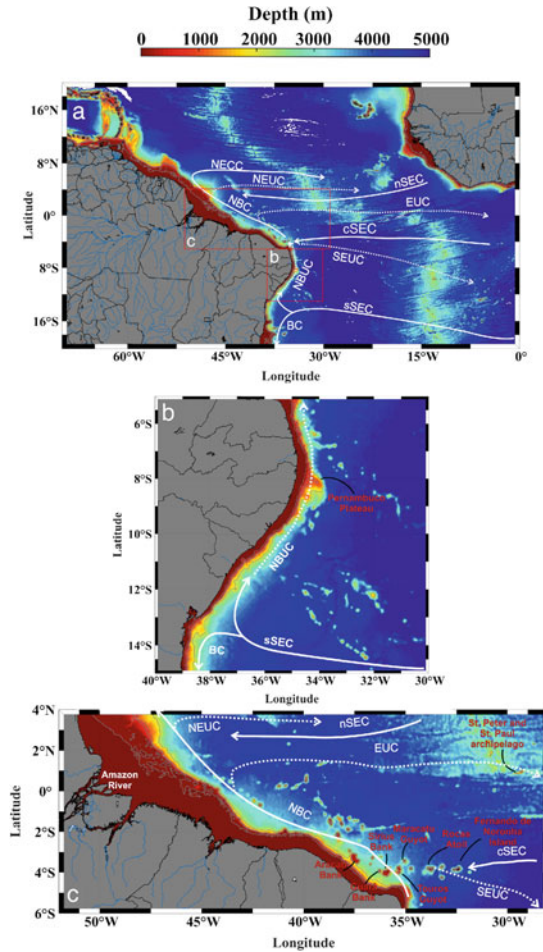 Depth (m)
0 1000 2000 3000 4000 5000
a
16°N
8°N
0°
8°S
16°S
Latitude
NECC
NEUC
nSEC
NBC
EUC
cSEC
SEUC
c
b
NBUC
sSEC
BC
60°W 45°W 30°W 15°W 0°
Longitude
b
6°S
8°S
10°S
12°S
14°S
Latitude
Pernambuco
Plateau
NBUC
sSEC
BC
40°W 38°W 36°W 34°W 32°W 30°W
Longitude
4°N
2°N
0°
2°S
4°S
6°S
Latitude
NEUC
nSEC
EUC
St. Peter and
St. Paul
archipelago
Amazon
River
NBC
Bank
Guyot
Atoll
Fernando de
Noronha
Island
cSEC
Bank
Bank
Guyot
SEUC
c
50°W 45°W 40°W 35°W 30°W
Longitude